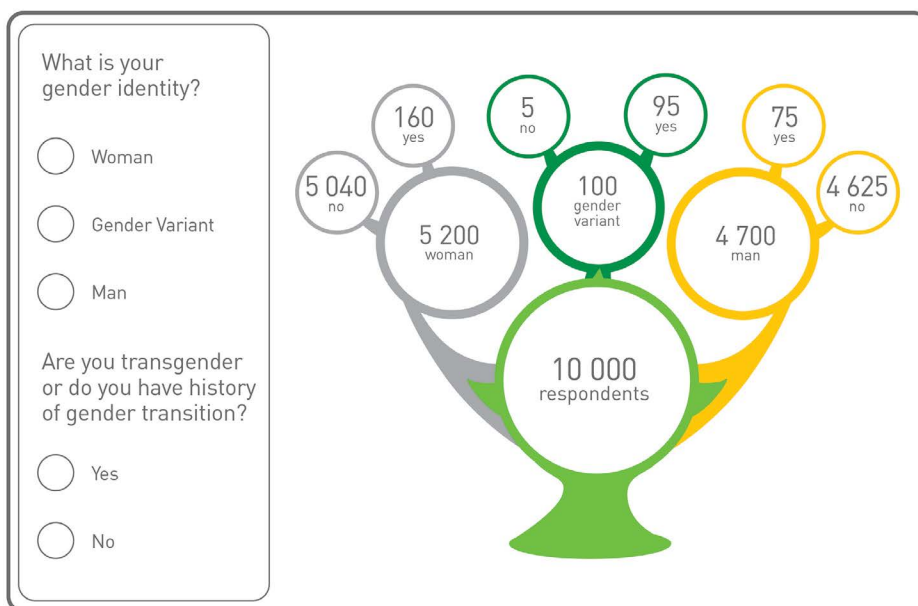 What is your
gender identity?
Woman
Gender Variant
Man
Are you transgender
or do you have history
of gender transition?
Yes
No
160
yes
5 040
no
5 200
woman
5
no
95
yes
100
gender
variant
75
yes
4 625
no
4 700
man
10 000
respondents